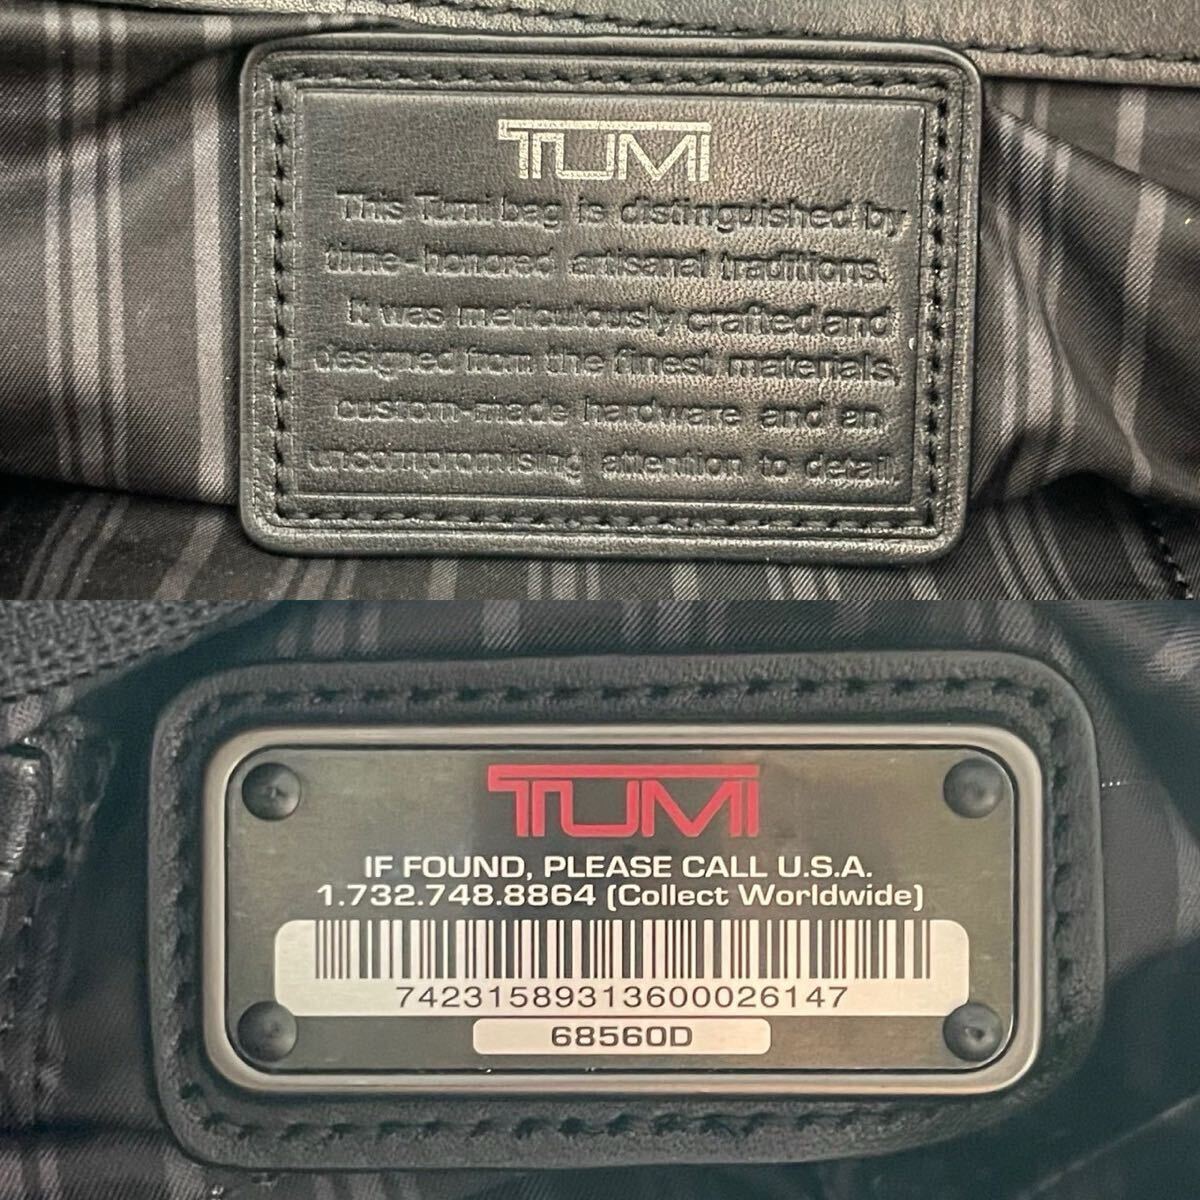 TUMI
This Tumi bag is distinguished by
time-honored artisanal traditions.
It was meticulously crafted and
designed from the finest materials,
custom-made hardware and an
uncompromising attention to detail.
TUMI
IF FOUND, PLEASE CALL U.S.A.
1.732.748.8864 (Collect Worldwide)
74231589313600026147
68560D